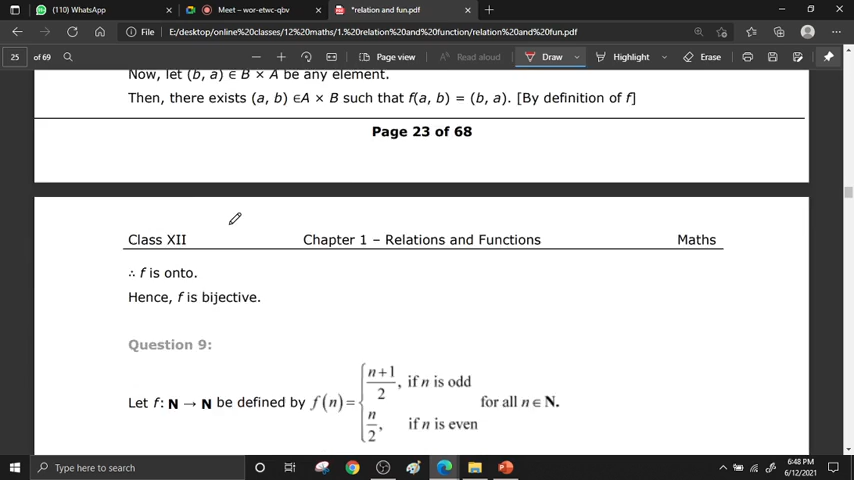 (110) WhatsApp
Meet – wor-etwc-qbv
*relation and fun.pdf
File
E:/desktop/online%20classes/12%20maths/1.%20relation%20and%20function/relation%20and%20fun.pdf
25 of 69
Page view
Read aloud
Draw
Highlight
Erase
Now, let (b, a) ∈ B × A be any element.
Then, there exists (a, b) ∈A × B such that f(a, b) = (b, a). [By definition of f]
Page 23 of 68
Class XII Chapter 1 – Relations and Functions Maths
∴ f is onto.
Hence, f is bijective.
Question 9:
Let f: N → N be defined by f(n) = { (n+1)/2, if n is odd
n/2, if n is even
for all n ∈ N.
Type here to search
6:48 PM
6/12/2021